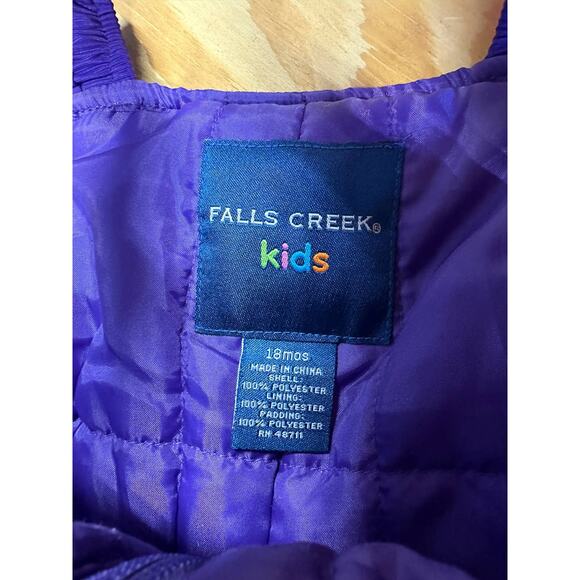 FALLS CREEK®
kids
18mos
MADE IN CHINA
SHELL:
100% POLYESTER
LINING:
100% POLYESTER
PADDING:
100% POLYESTER
RN 48711